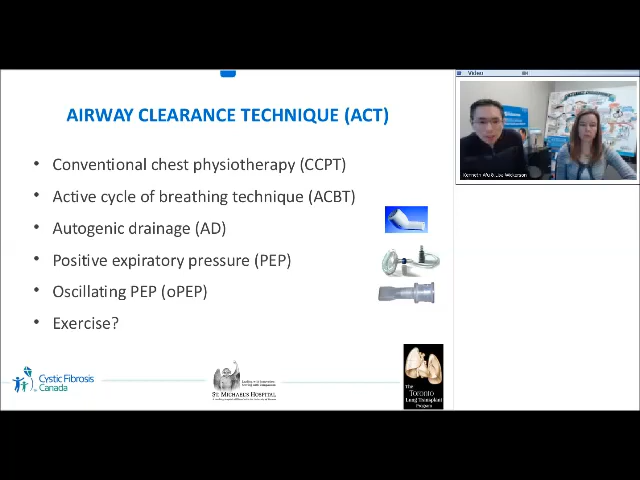 AIRWAY CLEARANCE TECHNIQUE (ACT)
• Conventional chest physiotherapy (CCPT)
• Active cycle of breathing technique (ACBT)
• Autogenic drainage (AD)
• Positive expiratory pressure (PEP)
• Oscillating PEP (oPEP)
• Exercise?
Cystic Fibrosis
Canada
ST. MICHAEL'S HOSPITAL
The
Toronto
Lung Transplant
Program
Video